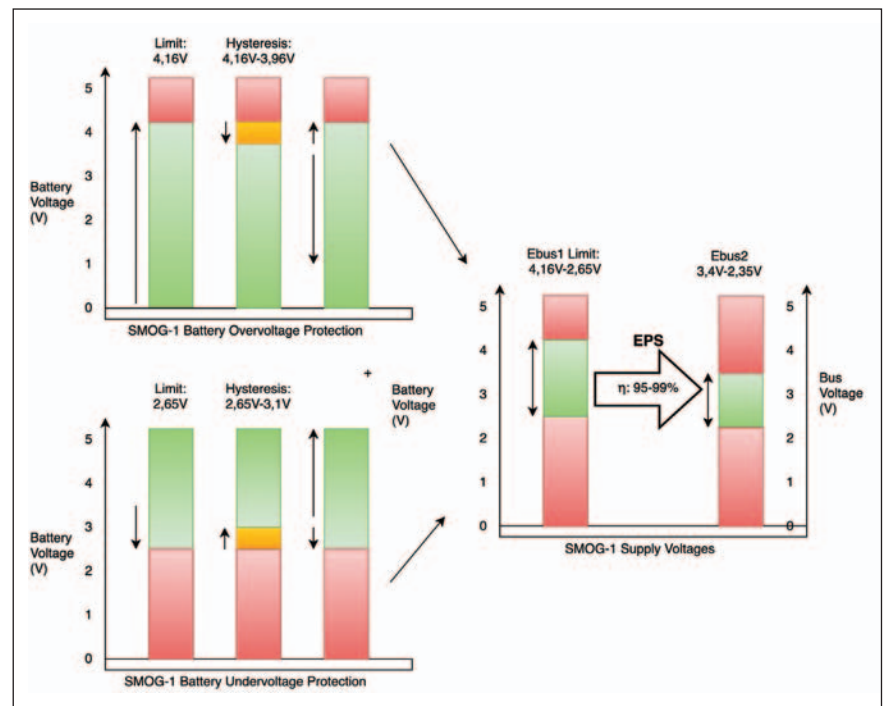 Limit:
4,16V
Hysteresis:
4,16V-3,96V
5
4
3
2
1
0
Battery
Voltage
(V)
SMOG-1 Battery Overvoltage Protection
Limit:
2,65V
Hysteresis:
2,65V-3,1V
+
5
4
3
2
1
0
Battery
Voltage
(V)
SMOG-1 Battery Undervoltage Protection
Battery
Voltage
(V)
Ebus1 Limit:
4,16V-2,65V
5
4
3
2
1
0
EPS
η: 95-99%
Ebus2
3,4V-2,35V
5
4
3
2
1
0
Bus
Voltage
(V)
SMOG-1 Supply Voltages